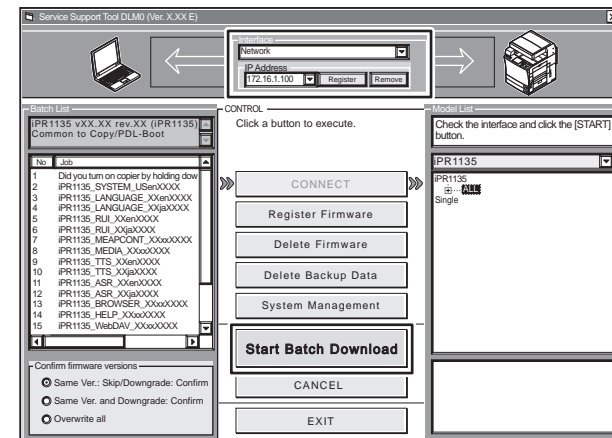 Service Support Tool DLM0 (Ver. X.XX E)
Interface
Network
IP Address
172.16.1.100
Register
Remove
Batch List
iPR1135 vXX.XX rev.XX (iPR1135)
Common to Copy/PDL-Boot
No Job
1 Did you turn on copier by holding dow
2 iPR1135_SYSTEM_USenXXXX
3 iPR1135_LANGUAGE_XXenXXXX
4 iPR1135_LANGUAGE_XXjaXXXX
5 iPR1135_RUI_XXenXXXX
6 iPR1135_RUI_XXjaXXXX
7 iPR1135_MEAPCONT_XXxxXXXX
8 iPR1135_MEDIA_XXxxXXXX
9 iPR1135_TTS_XXenXXXX
10 iPR1135_TTS_XXjaXXXX
11 iPR1135_ASR_XXenXXXX
12 iPR1135_ASR_XXjaXXXX
13 iPR1135_BROWSER_XXxxXXXX
14 iPR1135_HELP_XXxxXXXX
15 iPR1135_WebDAV_XXxxXXXX
Confirm firmware versions
Same Ver.: Skip/Downgrade: Confirm
Same Ver. and Downgrade: Confirm
Overwrite all
CONTROL
Click a button to execute.
CONNECT
Register Firmware
Delete Firmware
Delete Backup Data
System Management
Start Batch Download
CANCEL
EXIT
Model List
Check the interface and click the [START]
button.
iPR1135
iPR1135
ALL
Single